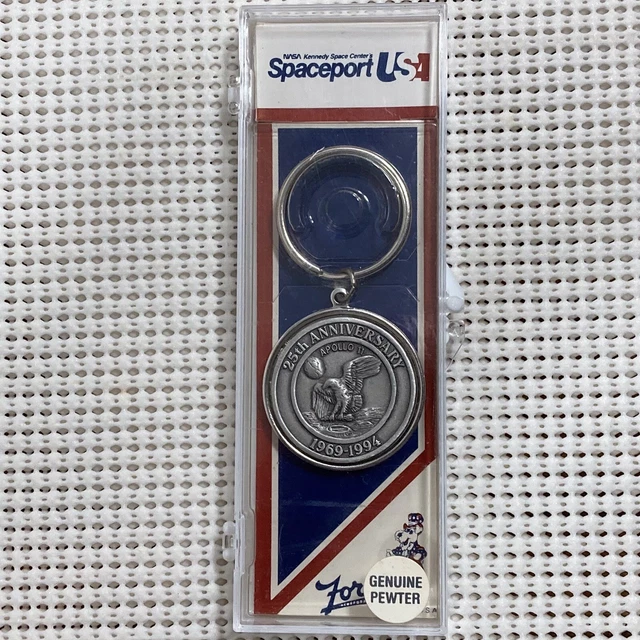 NASA Kennedy Space Center's
Spaceport USA
25th ANNIVERSARY
APOLLO 11
1969-1994
GENUINE
PEWTER